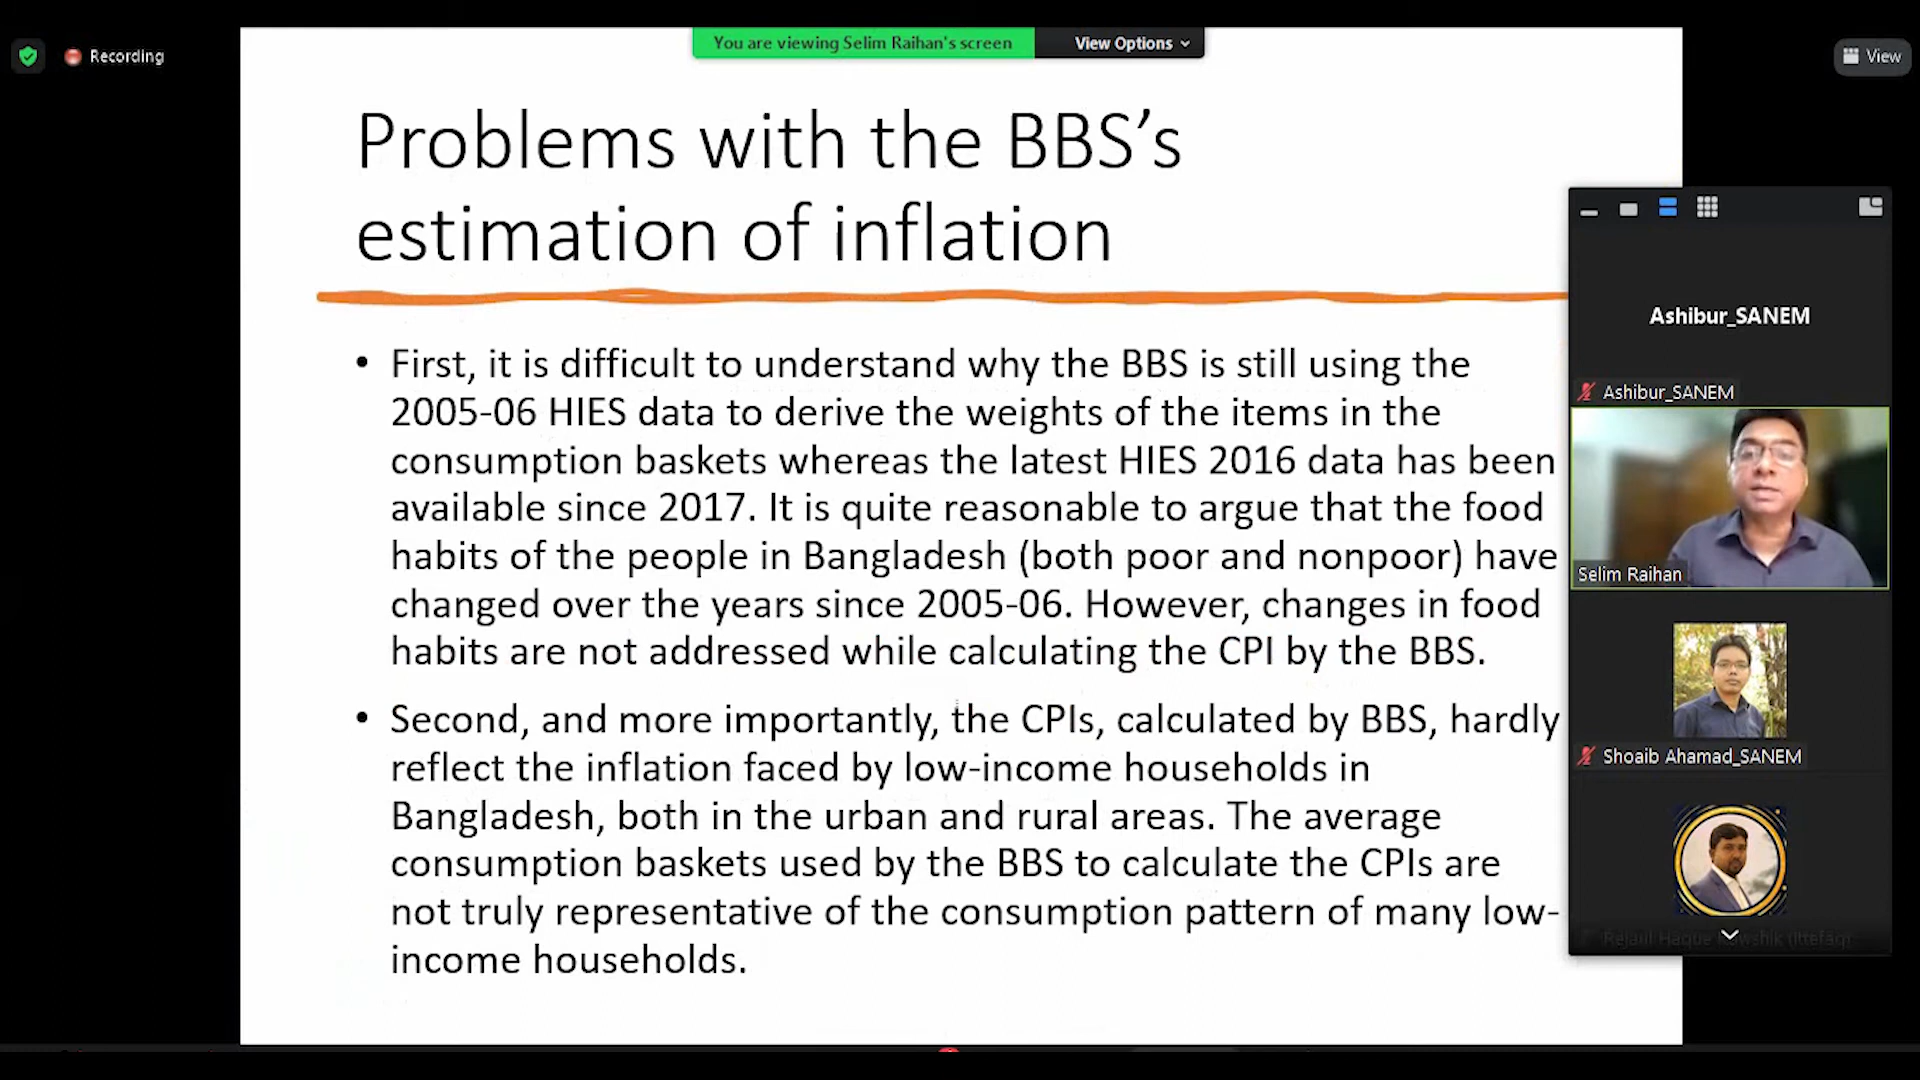 Recording
You are viewing Selim Raihan's screen
View Options
View
Problems with the BBS’s
estimation of inflation
• First, it is difficult to understand why the BBS is still using the
2005-06 HIES data to derive the weights of the items in the
consumption baskets whereas the latest HIES 2016 data has been
available since 2017. It is quite reasonable to argue that the food
habits of the people in Bangladesh (both poor and nonpoor) have
changed over the years since 2005-06. However, changes in food
habits are not addressed while calculating the CPI by the BBS.
• Second, and more importantly, the CPIs, calculated by BBS, hardly
reflect the inflation faced by low-income households in
Bangladesh, both in the urban and rural areas. The average
consumption baskets used by the BBS to calculate the CPIs are
not truly representative of the consumption pattern of many low-
income households.
Ashibur_SANEM
Ashibur_SANEM
Selim Raihan
Shoaib Ahamad_SANEM
Haque